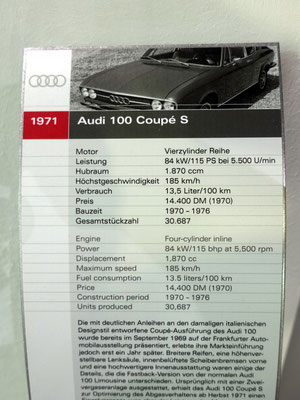 1971 Audi 100 Coupé S
Motor Vierzylinder Reihe
Leistung 84 kW/115 PS bei 5.500 U/min
Hubraum 1.870 ccm
Höchstgeschwindigkeit 185 km/h
Verbrauch 13,5 Liter/100 km
Preis 14.400 DM (1970)
Bauzeit 1970 - 1976
Gesamtstückzahl 30.687
Engine Four-cylinder inline
Power 84 kW/115 bhp at 5,500 rpm
Displacement 1,870 cc
Maximum speed 185 km/h
Fuel consumption 13.5 liters/100 km
Price 14,400 DM (1970)
Construction period 1970 - 1976
Units produced 30,687
Die mit deutlichen Anleihen an den damaligen italienischen
Designstil entworfene Coupé-Ausführung des Audi 100
wurde bereits im September 1969 auf der Frankfurter Auto-
mobilausstellung präsentiert, erlebte ihre Markteinführung
jedoch erst ein Jahr später. Breitere Reifen, eine höhenver-
stellbare Lenksäule, innenbelüftete Scheibenbremsen vorne
und eine hochwertigere Innenausstattung waren einige der
Details, die die Fastback-Version von der normalen Audi
100 Limousine unterschieden. Ursprünglich mit einer Zwei-
vergaseranlage ausgestattet, erhielt das Audi 100 Coupé S
zur Optimierung des Abgasverhaltens ab Herbst 1971 einen